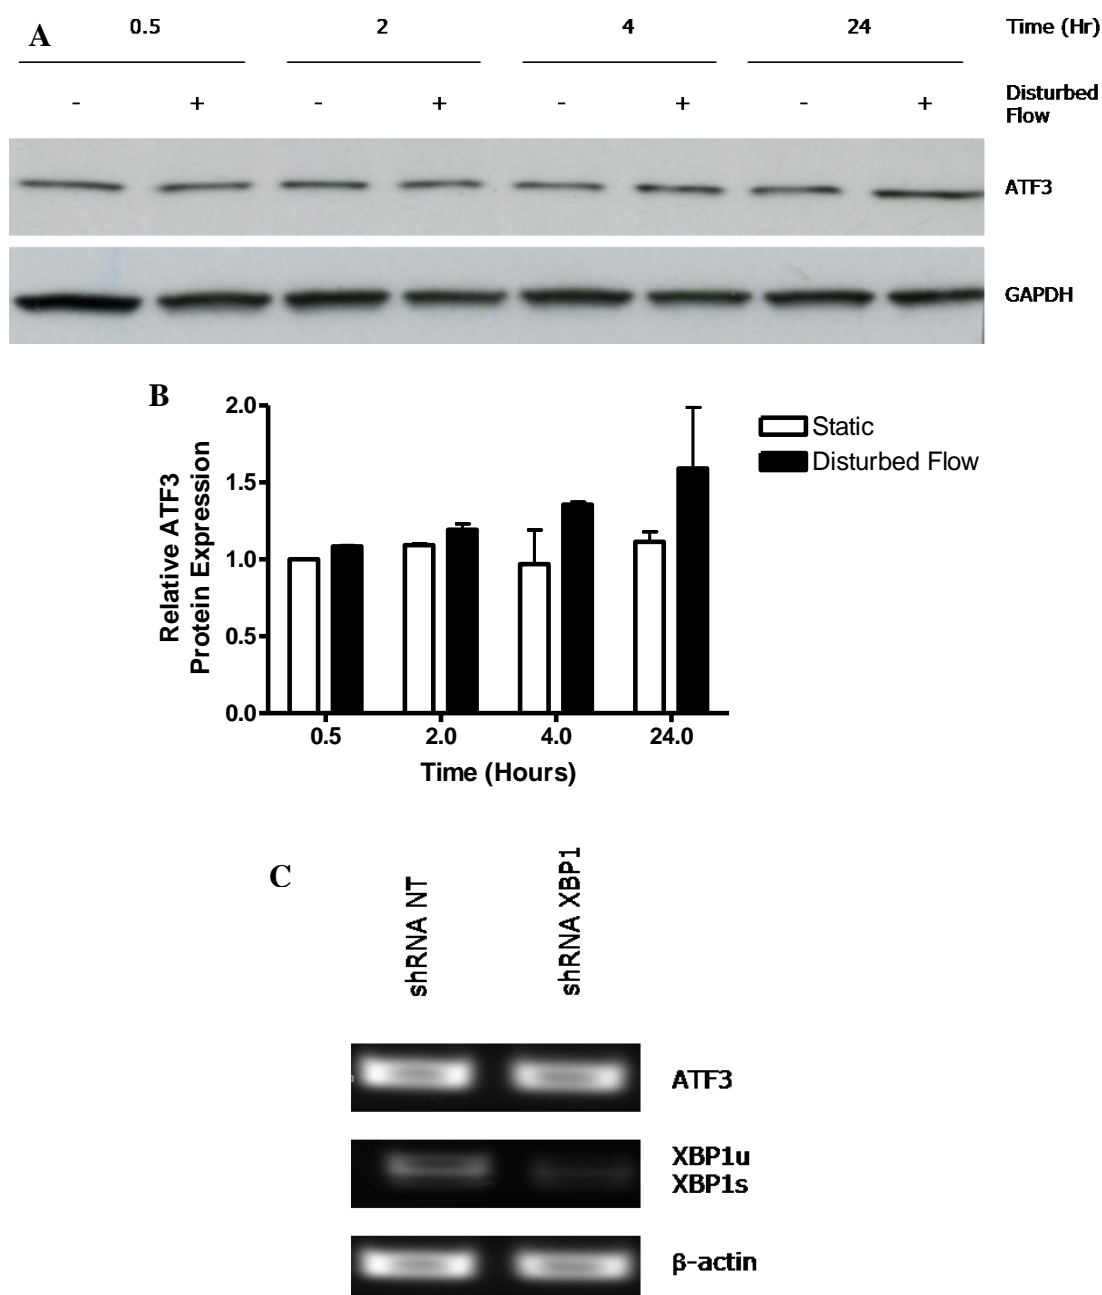 A
0.5 2 4 24 Time (Hr)
- + - + - + - + Disturbed
Flow
ATF3
GAPDH
B
2.0
1.5
1.0
0.5
0.0
Relative ATF3
Protein Expression
Static
Disturbed Flow
0.5 2.0 4.0 24.0
Time (Hours)
C
shRNA NT
shRNA XBP1
ATF3
XBP1u
XBP1s
β-actin